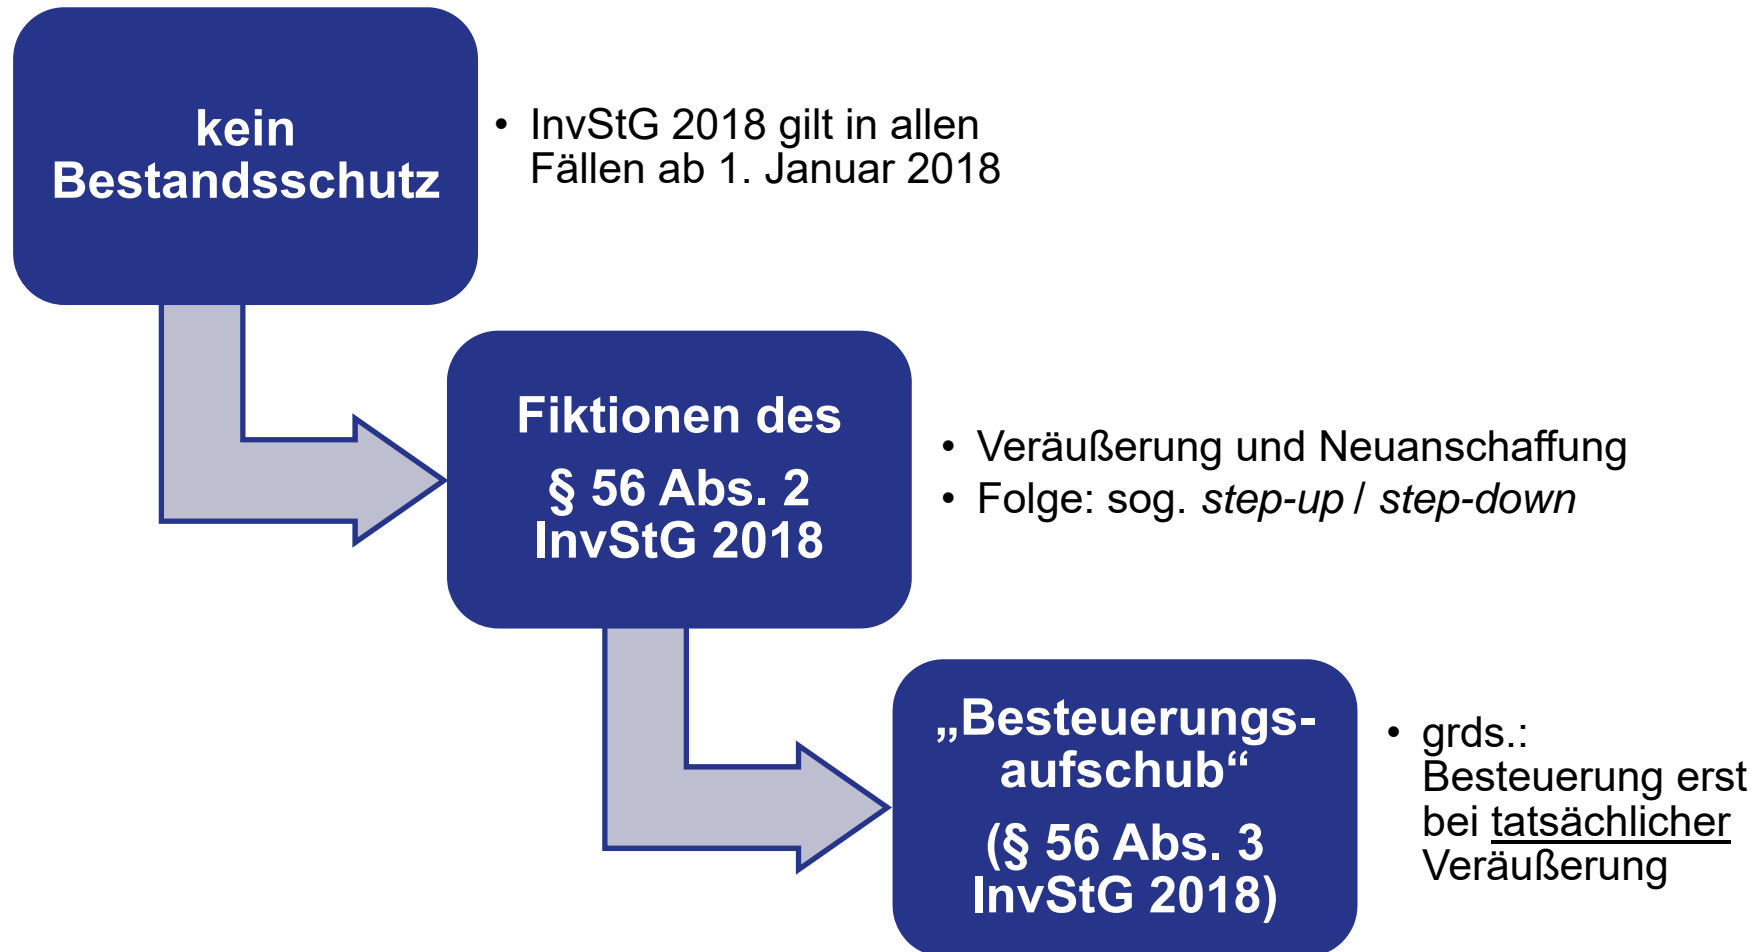 kein
Bestandsschutz
• InvStG 2018 gilt in allen
Fällen ab 1. Januar 2018
Fiktionen des
§ 56 Abs. 2
InvStG 2018
• Veräußerung und Neuanschaffung
• Folge: sog. step-up / step-down
„Besteuerungs-
aufschub“
(§ 56 Abs. 3
InvStG 2018)
• grds.:
Besteuerung erst
bei tatsächlicher
Veräußerung